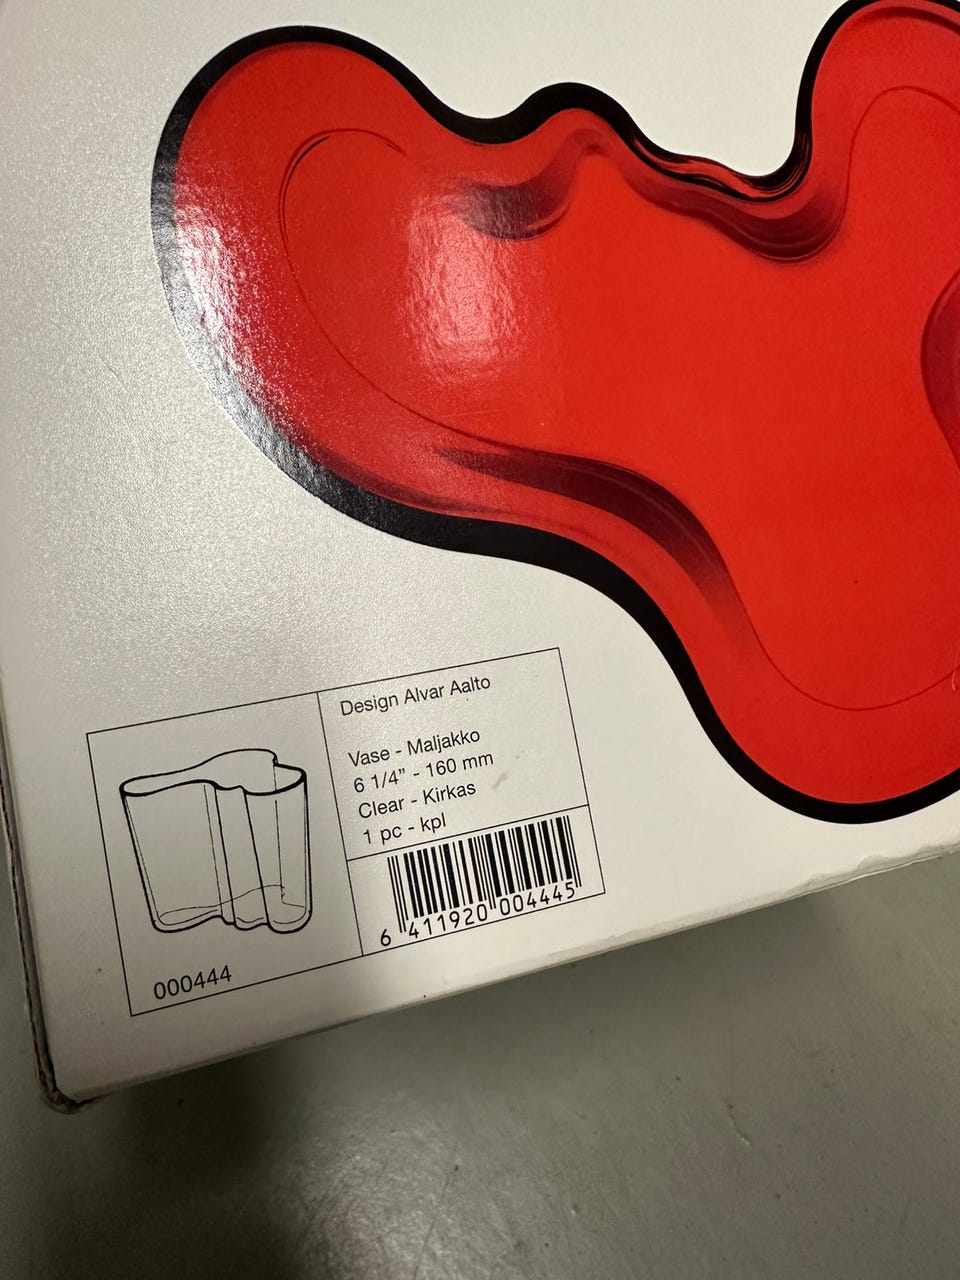 Design Alvar Aalto
Vase - Maljakko
6 1/4” - 160 mm
Clear - Kirkas
1 pc - kpl
6 411920 004445
000444